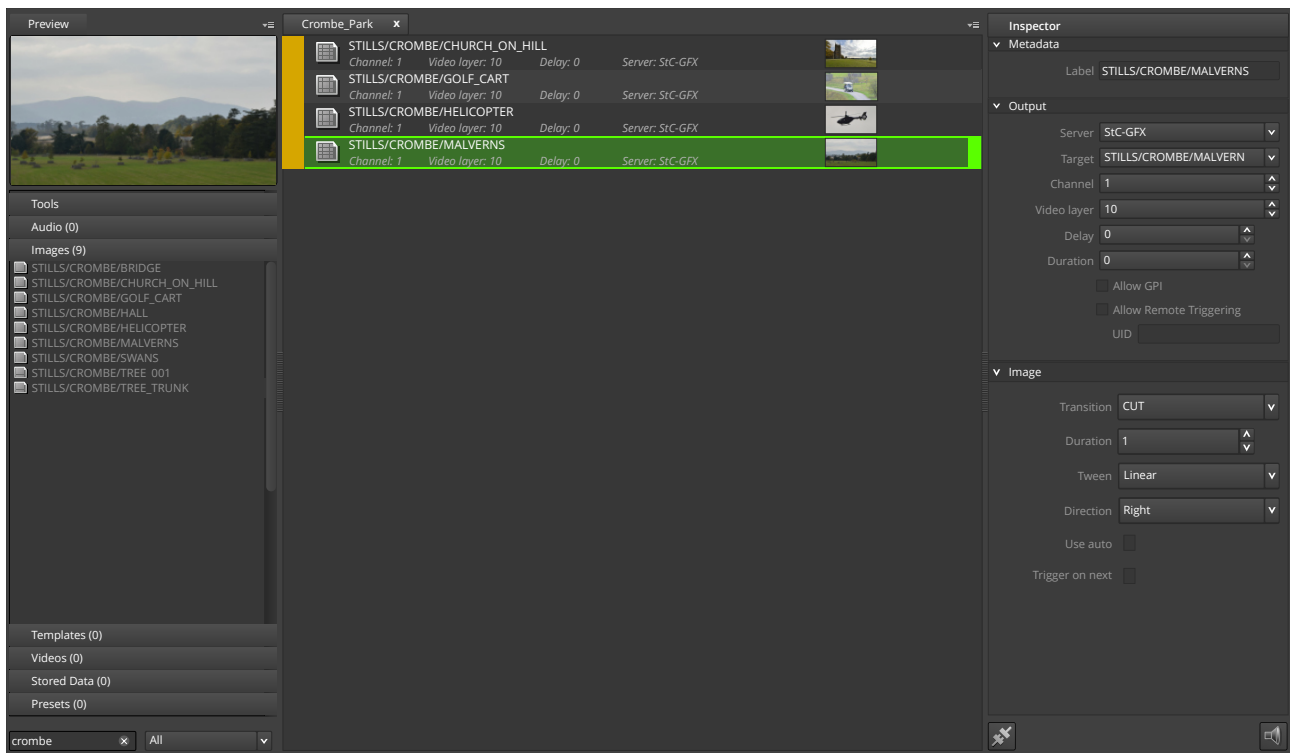 Preview
Tools
Audio (0)
Images (9)
STILLS/CROMBE/BRIDGE
STILLS/CROMBE/CHURCH_ON_HILL
STILLS/CROMBE/GOLF_CART
STILLS/CROMBE/HALL
STILLS/CROMBE/HELICOPTER
STILLS/CROMBE/MALVERNS
STILLS/CROMBE/SWANS
STILLS/CROMBE/TREE_001
STILLS/CROMBE/TREE_TRUNK
Templates (0)
Videos (0)
Stored Data (0)
Presets (0)
crombe All
Crombe_Park x
STILLS/CROMBE/CHURCH_ON_HILL
Channel: 1 Video layer: 10 Delay: 0 Server: StC-GFX
STILLS/CROMBE/GOLF_CART
Channel: 1 Video layer: 10 Delay: 0 Server: StC-GFX
STILLS/CROMBE/HELICOPTER
Channel: 1 Video layer: 10 Delay: 0 Server: StC-GFX
STILLS/CROMBE/MALVERNS
Channel: 1 Video layer: 10 Delay: 0 Server: StC-GFX
Inspector
Metadata
Label STILLS/CROMBE/MALVERNS
Output
Server StC-GFX
Target STILLS/CROMBE/MALVERN
Channel 1
Video layer 10
Delay 0
Duration 0
Allow GPI
Allow Remote Triggering
UID
Image
Transition CUT
Duration 1
Tween Linear
Direction Right
Use auto
Trigger on next